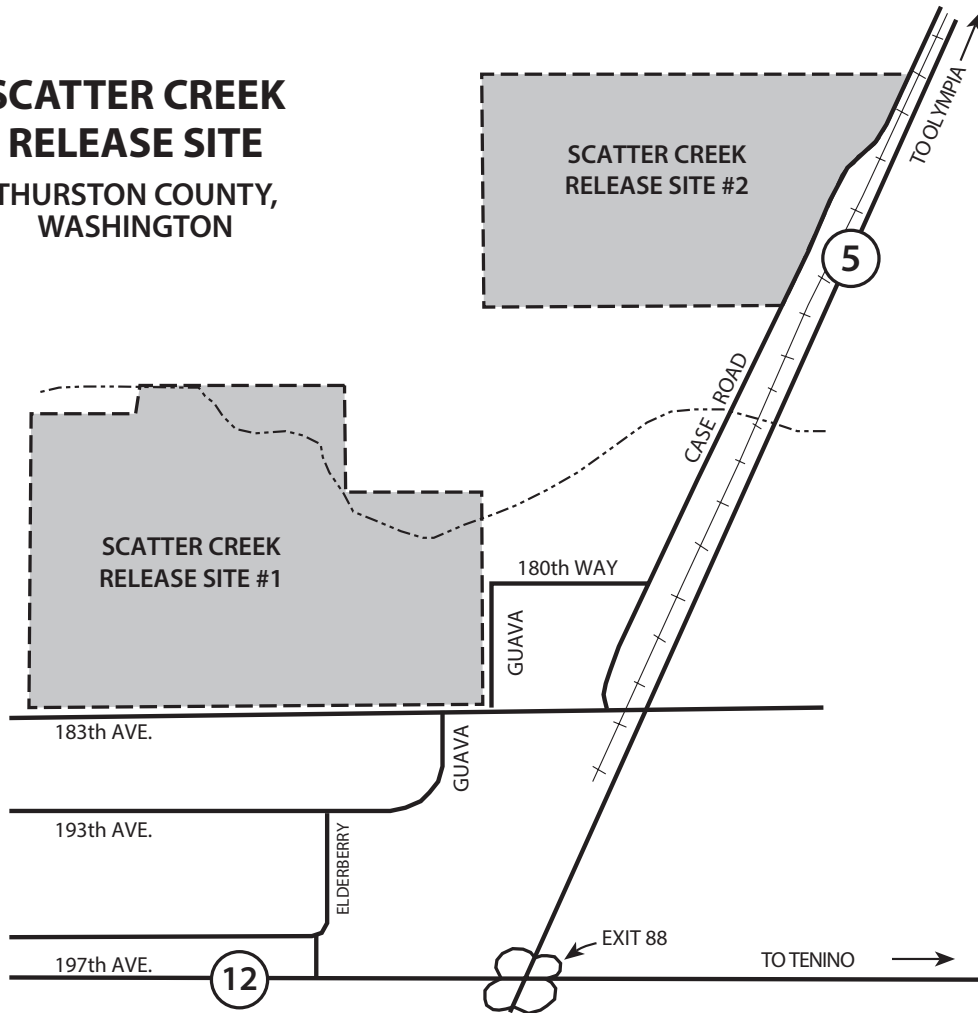 SCATTER CREEK
RELEASE SITE
THURSTON COUNTY,
WASHINGTON
SCATTER CREEK
RELEASE SITE #2
TO OLYMPIA
5
CASE ROAD
SCATTER CREEK
RELEASE SITE #1
180th WAY
GUAVA
183th AVE.
GUAVA
193th AVE.
ELDERBERRY
197th AVE.
12
EXIT 88
TO TENINO